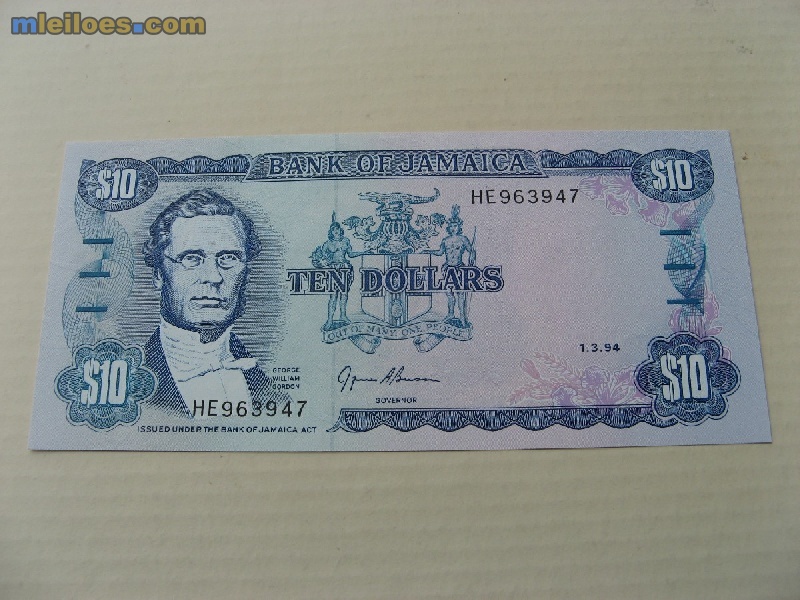 mleiloes.com
BANK OF JAMAICA
$10
$10
HE963947
TEN DOLLARS
OUT OF MANY, ONE PEOPLE
1.3.94
GEORGE
WILLIAM
GORDON
$10
$10
HE963947
GOVERNOR
ISSUED UNDER THE BANK OF JAMAICA ACT